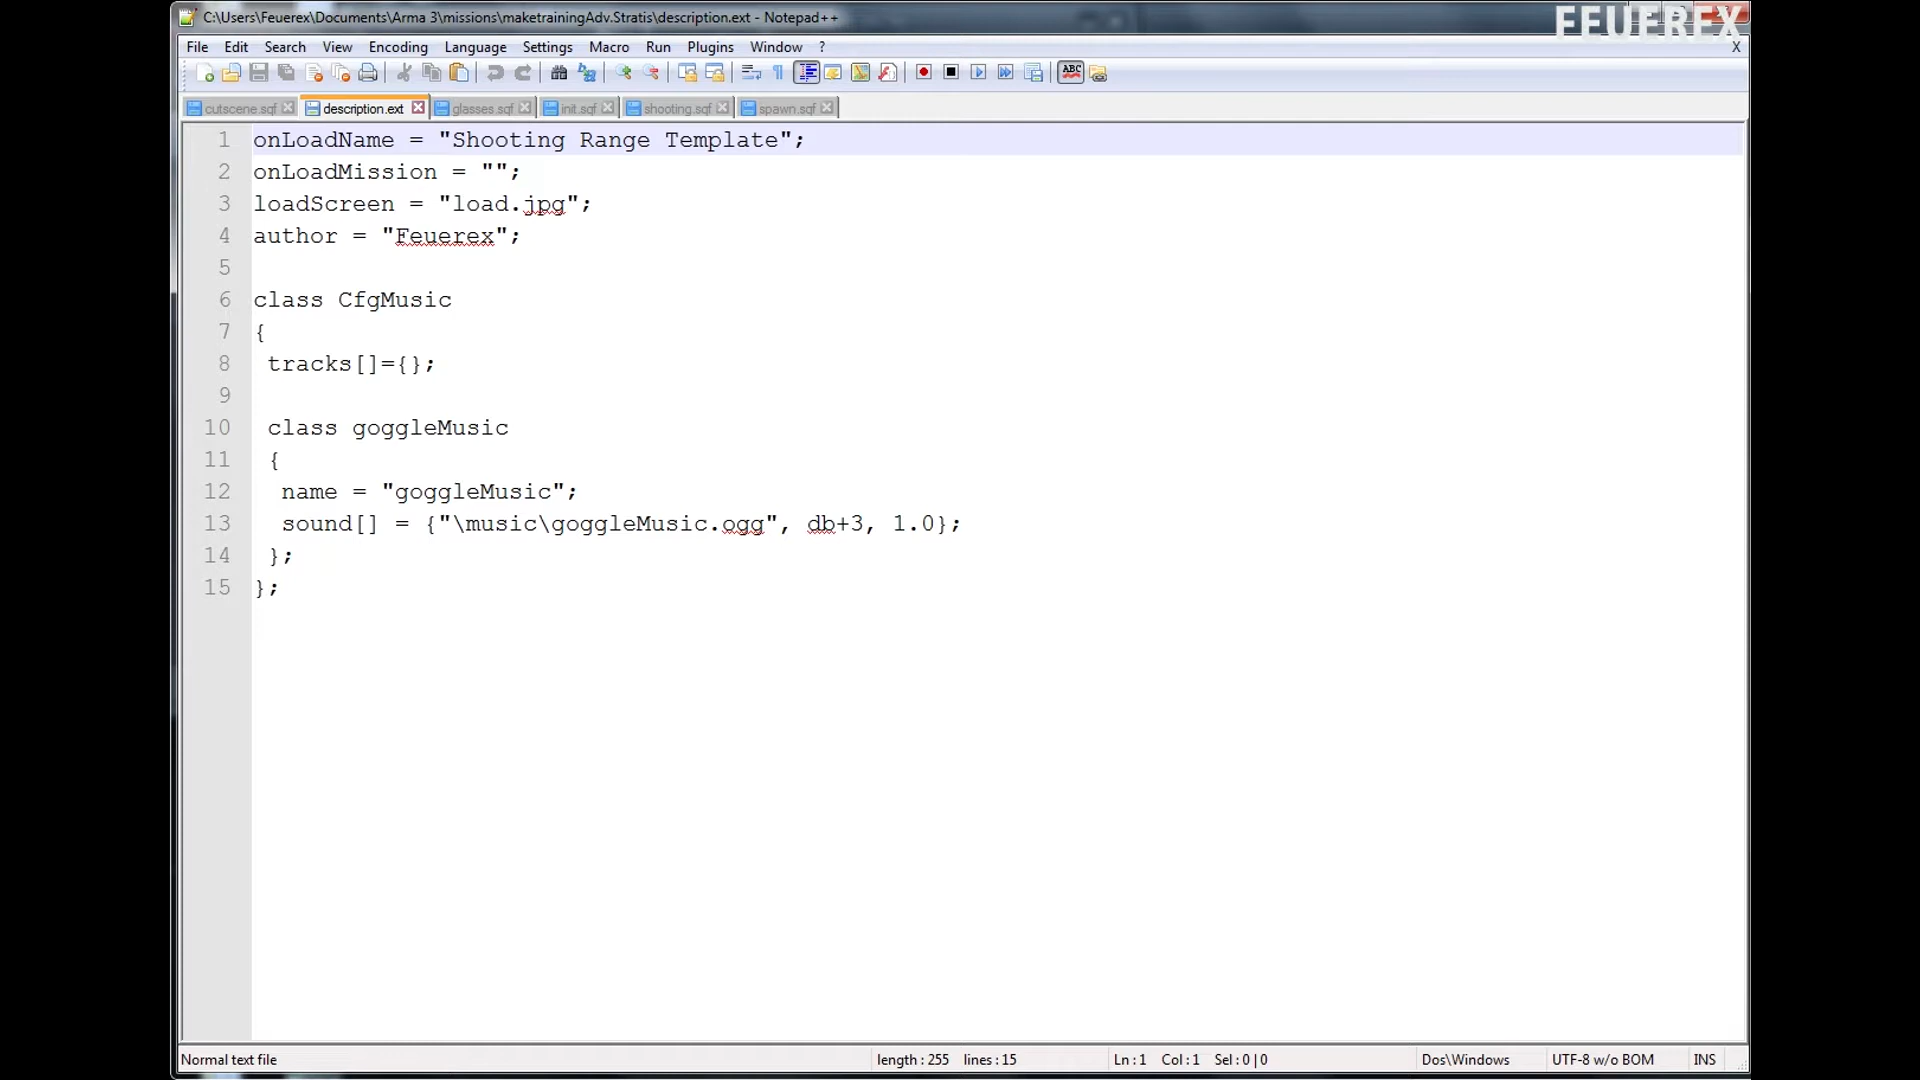 C:\Users\Feuerex\Documents\Arma 3\missions\maketrainingAdv.Stratis\description.ext - Notepad++
FEUEREX
File Edit Search View Encoding Language Settings Macro Run Plugins Window ? X
ABC
cutscene.sqf description.ext glasses.sqf init.sqf shooting.sqf spawn.sqf
1 onLoadName = "Shooting Range Template";
2 onLoadMission = "";
3 loadScreen = "load.jpg";
4 author = "Feuerex";
5
6 class CfgMusic
7 {
8 tracks[]={};
9
10 class goggleMusic
11 {
12 name = "goggleMusic";
13 sound[] = {"\music\goggleMusic.ogg", db+3, 1.0};
14 };
15 };
Normal text file length : 255 lines : 15 Ln : 1 Col : 1 Sel : 0 | 0 Dos\Windows UTF-8 w/o BOM INS